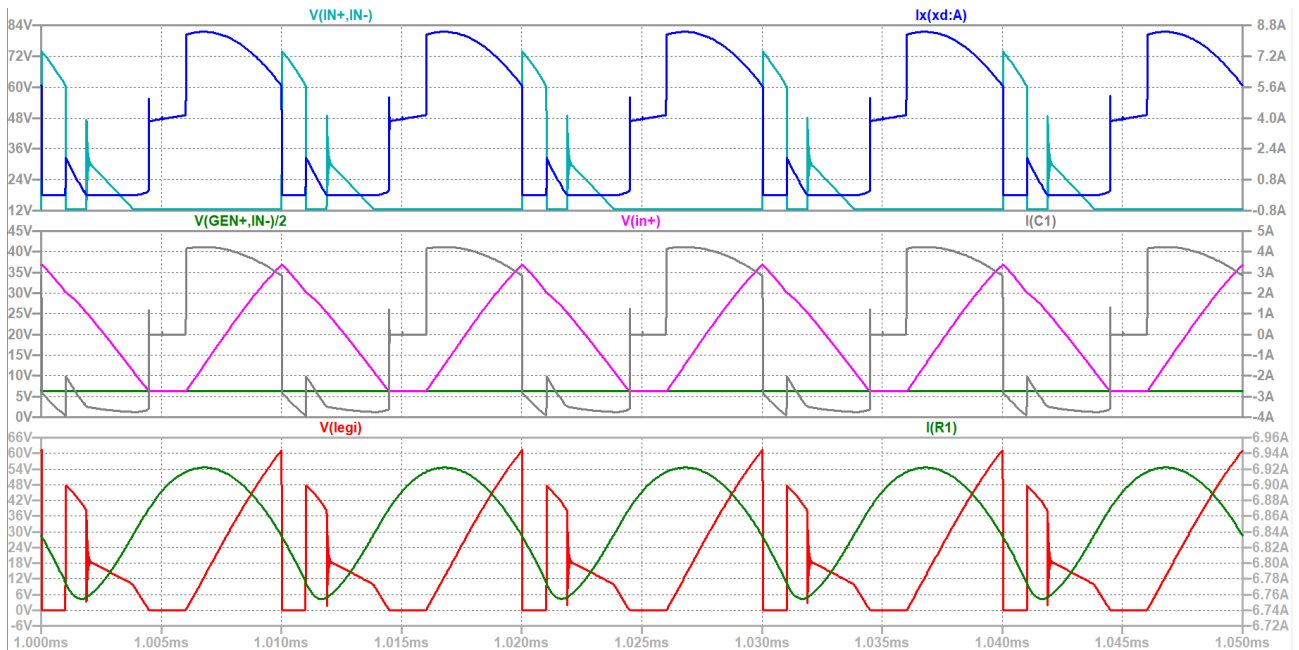 V(IN+,IN-) Ix(xd:A)
84V 8.8A
72V 7.2A
60V 5.6A
48V 4.0A
36V 2.4A
24V 0.8A
12V -0.8A
V(GEN+,IN-)/2 V(in+) I(C1)
45V 5A
40V 4A
35V 3A
30V 2A
25V 1A
20V 0A
15V -1A
10V -2A
5V -3A
0V -4A
V(legi) I(R1)
66V 6.96A
60V 6.94A
54V 6.92A
48V 6.90A
42V 6.88A
36V 6.86A
30V 6.84A
24V 6.82A
18V 6.80A
12V 6.78A
6V 6.76A
0V 6.74A
-6V 6.72A
1.000ms 1.005ms 1.010ms 1.015ms 1.020ms 1.025ms 1.030ms 1.035ms 1.040ms 1.045ms 1.050ms